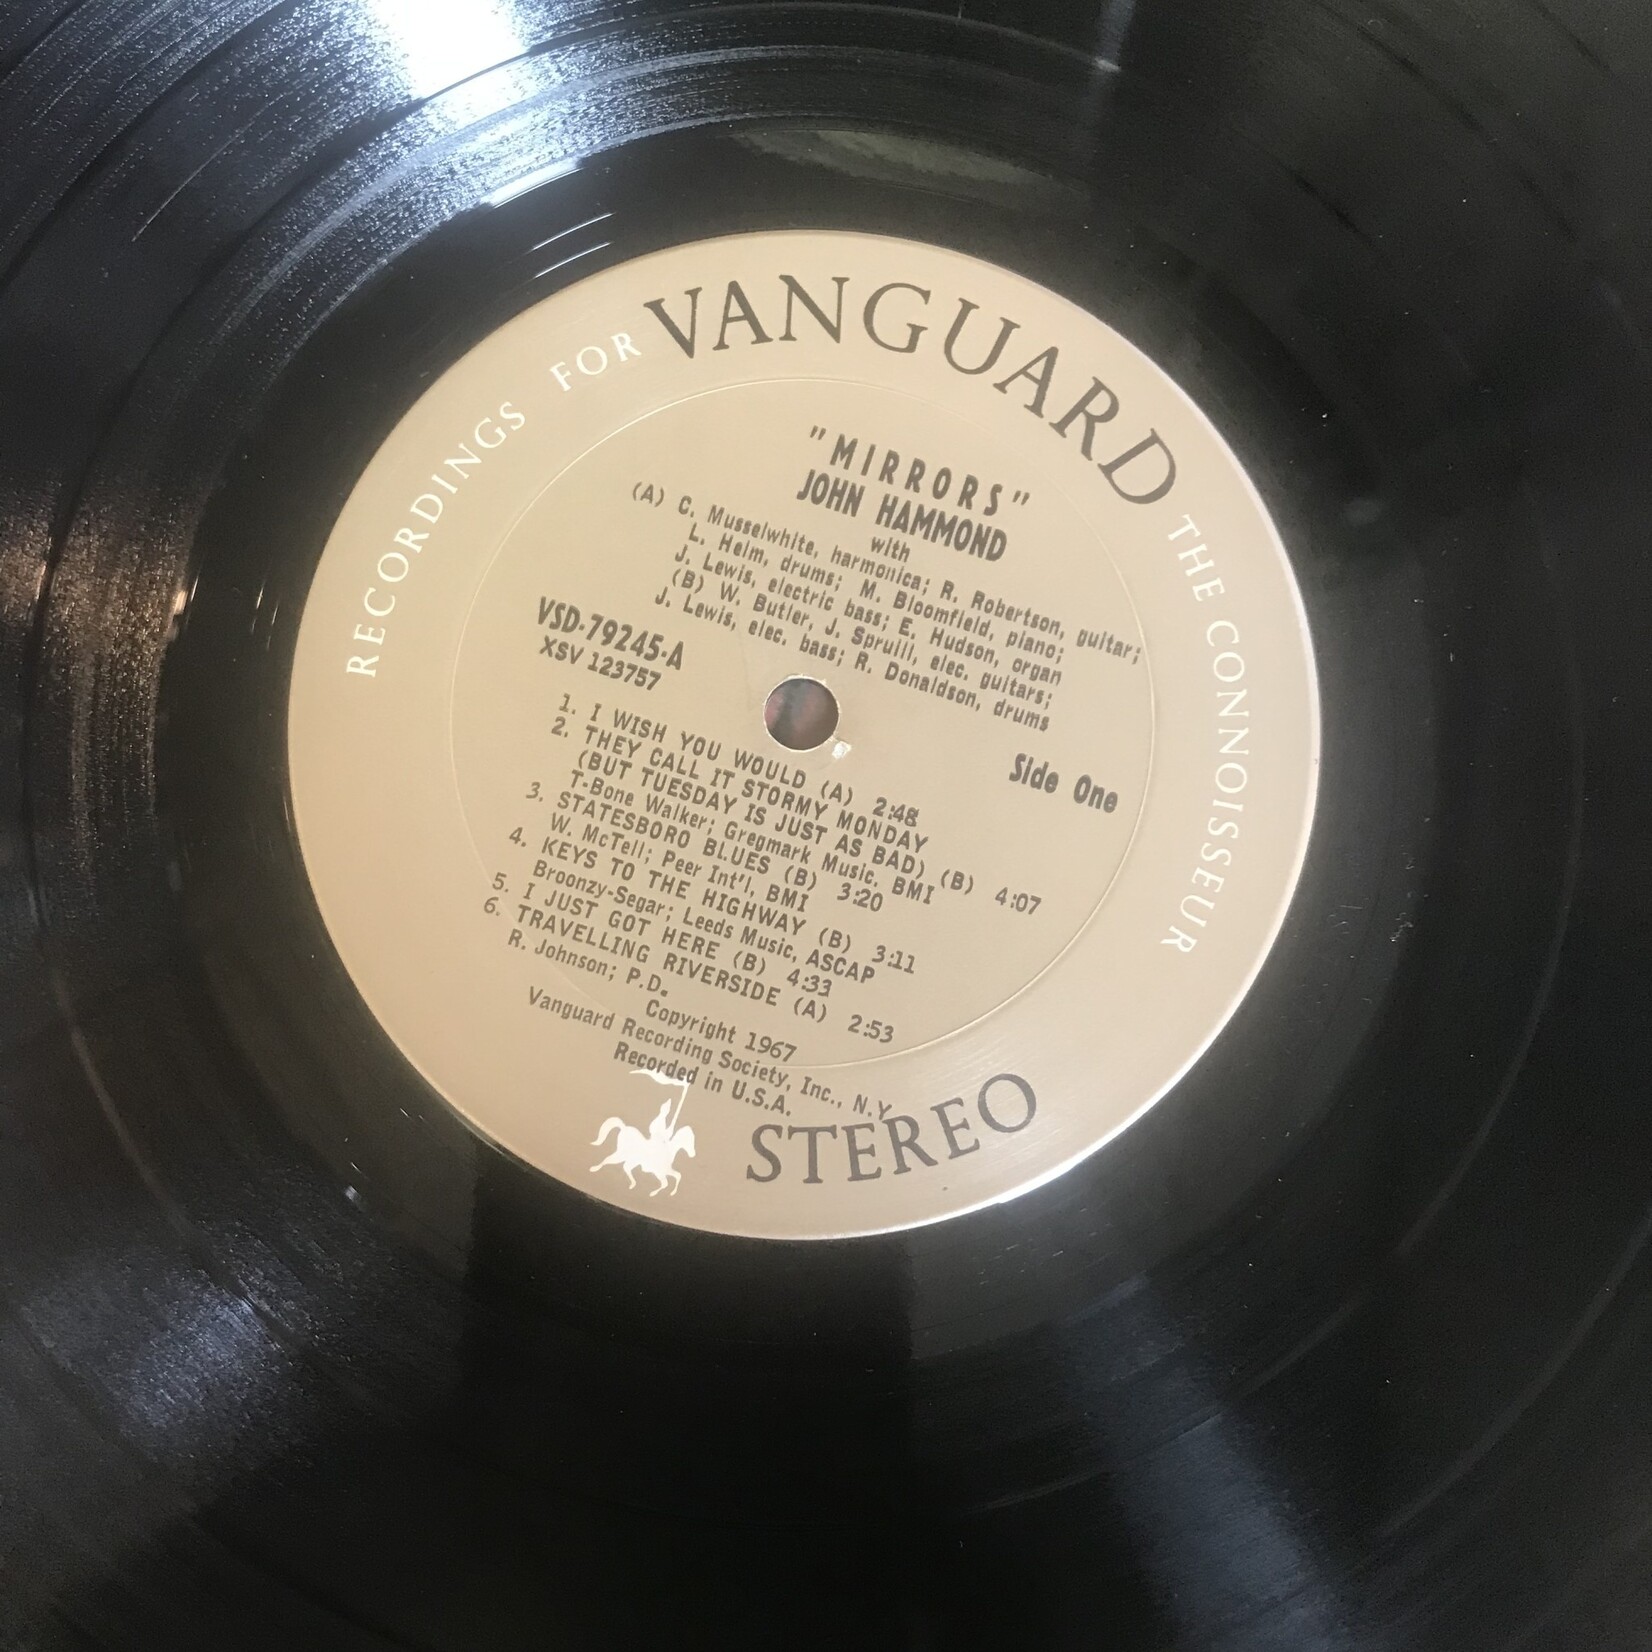 RECORDINGS FOR VANGUARD THE CONNOISSEUR
"MIRRORS"
JOHN HAMMOND
with
(A) C. Musselwhite, harmonica; R. Robertson, guitar;
L. Helm, drums; M. Bloomfield, piano;
J. Lewis, electric bass; E. Hudson, organ
(B) W. Butler, J. Spruill, elec. guitars;
J. Lewis, elec. bass; R. Donaldson, drums
VSD-79245-A
XSV 123757
Side One
1. I WISH YOU WOULD (A) 2:48
2. THEY CALL IT STORMY MONDAY
(BUT TUESDAY IS JUST AS BAD) (B) 4:07
T-Bone Walker; Gregmark Music, BMI
3. STATESBORO BLUES (B) 3:20
W. McTell; Peer Int'l, BMI
4. KEYS TO THE HIGHWAY (B) 3:11
Broonzy-Segar; Leeds Music, ASCAP
5. I JUST GOT HERE (B) 4:33
6. TRAVELLING RIVERSIDE (A) 2:53
R. Johnson; P.D.
Copyright 1967
Vanguard Recording Society, Inc., N.Y.
Recorded in U.S.A.
STEREO